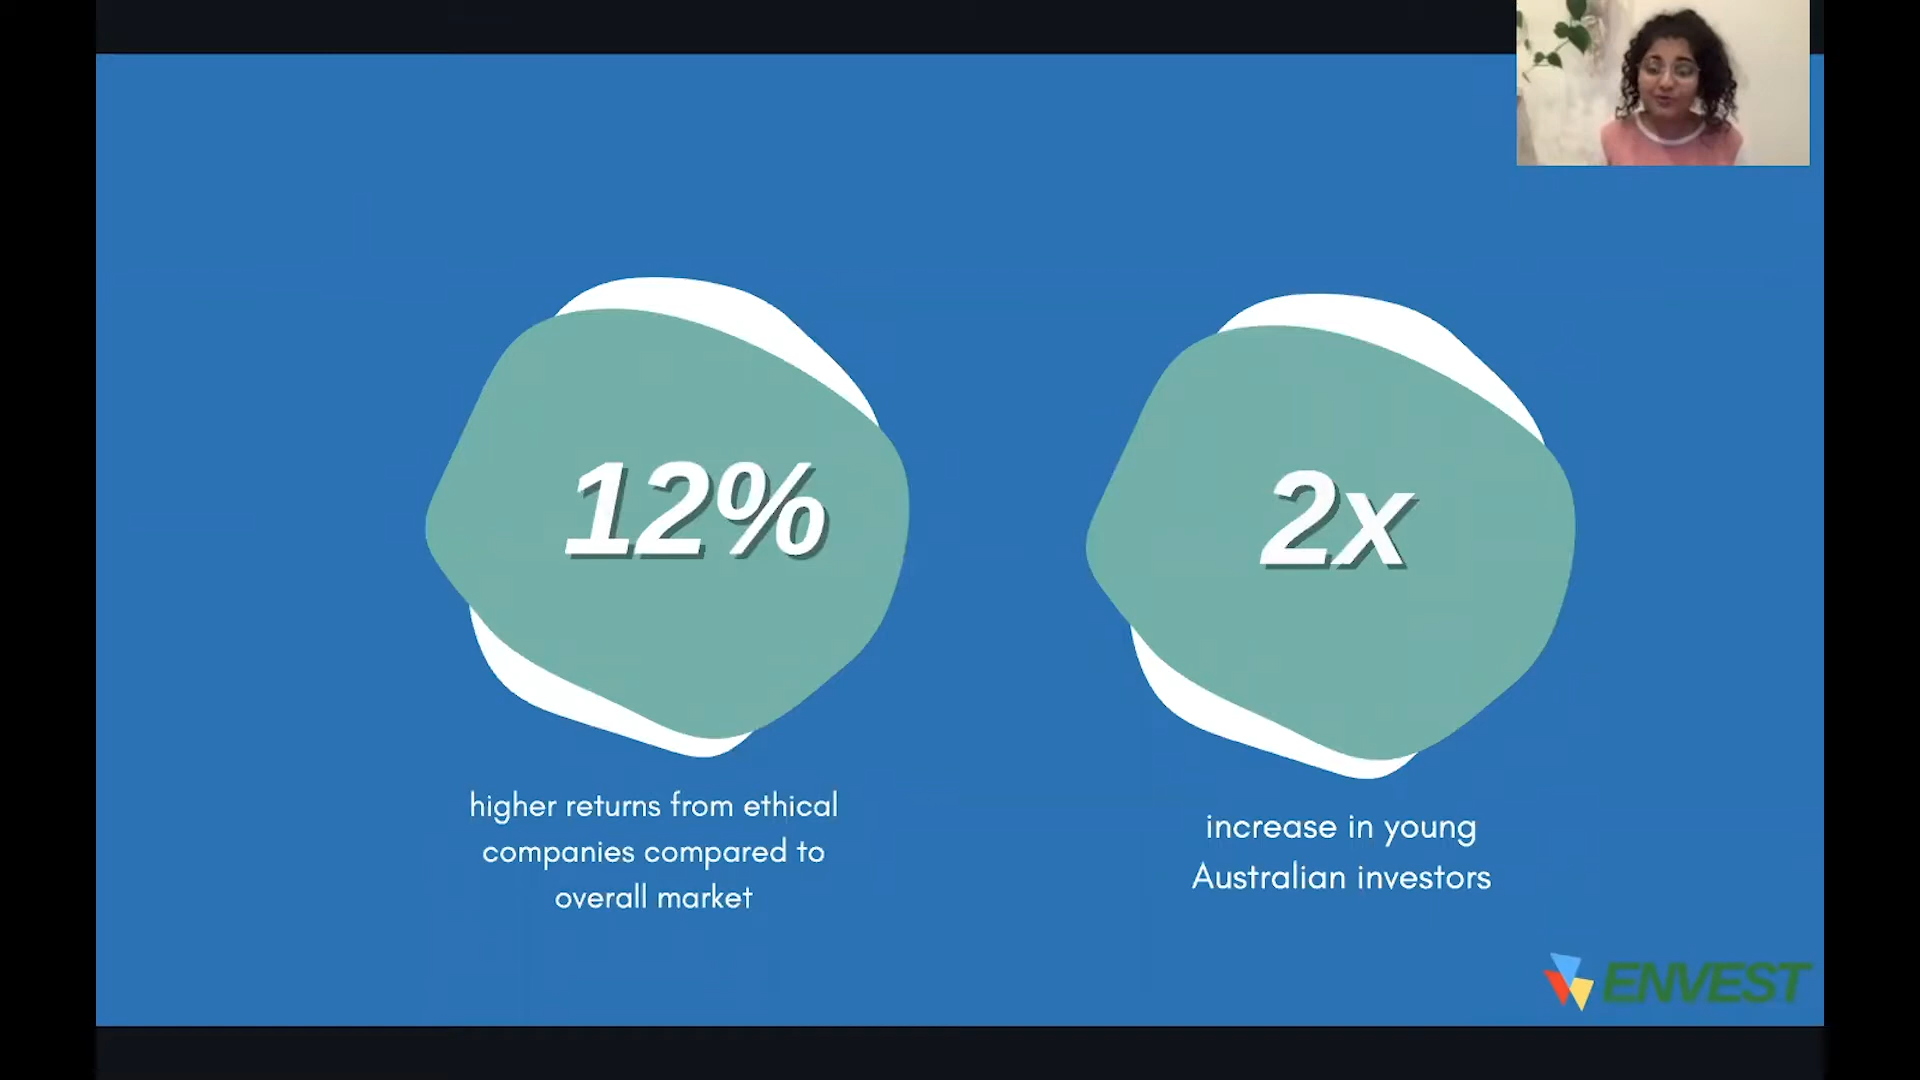 12%
higher returns from ethical
companies compared to
overall market
2x
increase in young
Australian investors
ENVEST